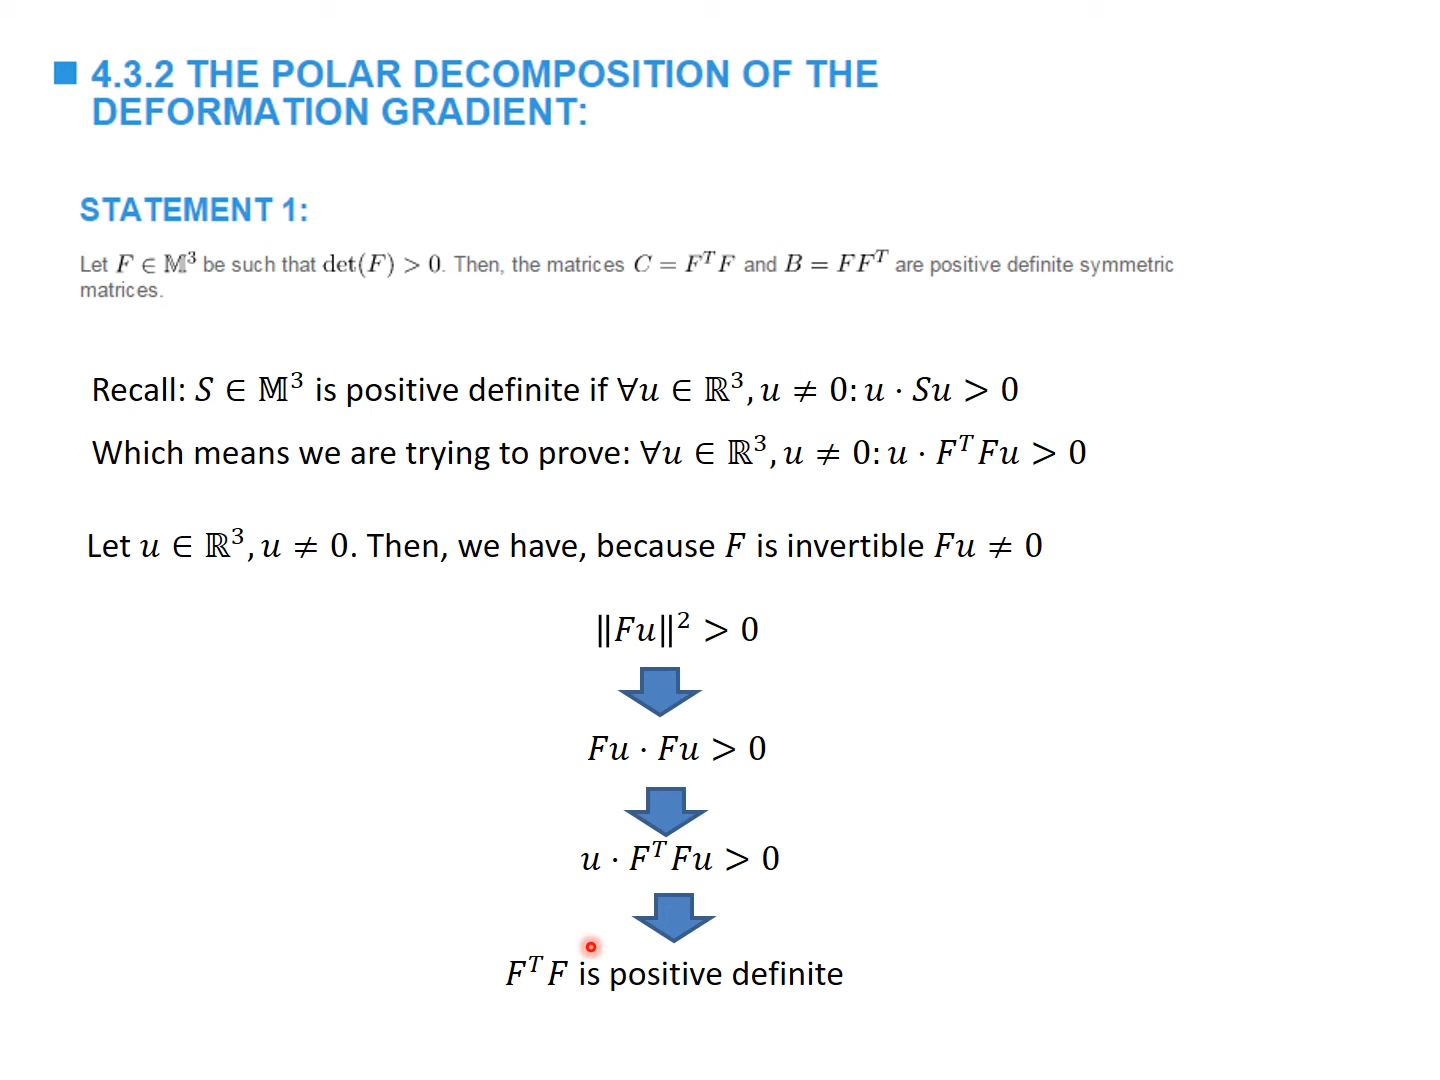 4.3.2 THE POLAR DECOMPOSITION OF THE
DEFORMATION GRADIENT:
STATEMENT 1:
Let F ∈ 𝕄³ be such that det(F) > 0. Then, the matrices C = FᵀF and B = FFᵀ are positive definite symmetric
matrices.
Recall: S ∈ 𝕄³ is positive definite if ∀u ∈ ℝ³, u ≠ 0: u · Su > 0
Which means we are trying to prove: ∀u ∈ ℝ³, u ≠ 0: u · FᵀFu > 0
Let u ∈ ℝ³, u ≠ 0. Then, we have, because F is invertible Fu ≠ 0
‖Fu‖² > 0
Fu · Fu > 0
u · FᵀFu > 0
FᵀF is positive definite